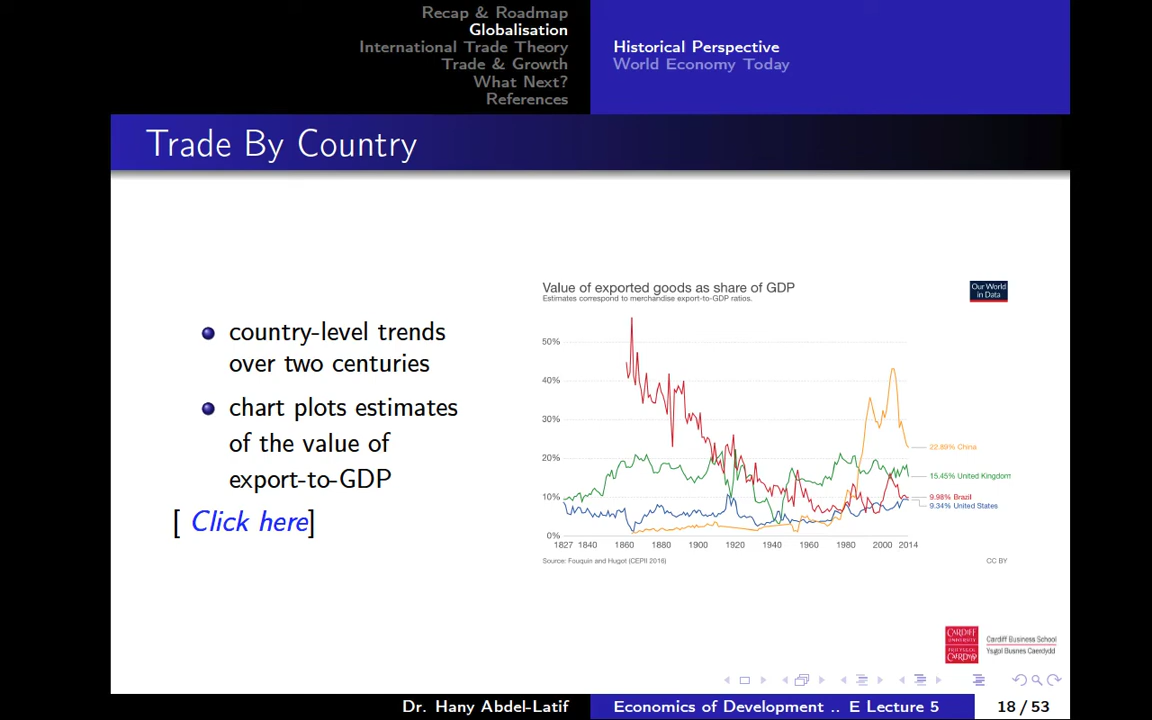 Recap & Roadmap
Globalisation
International Trade Theory
Trade & Growth
What Next?
References
Historical Perspective
World Economy Today
Trade By Country
country-level trends
over two centuries
chart plots estimates
of the value of
export-to-GDP
[ Click here]
Value of exported goods as share of GDP
Estimates correspond to merchandise export-to-GDP ratios.
Our World
in Data
50%
40%
30%
20%
10%
0%
22.89% China
15.45% United Kingdom
9.98% Brazil
9.34% United States
1827 1840 1860 1880 1900 1920 1940 1960 1980 2000 2014
Source: Fouquin and Hugot (CEPII 2016)
CC BY
CARDIFF
UNIVERSITY
PRIFYSGOL
CAERDYDD
Cardiff Business School
Ysgol Busnes Caerdydd
Dr. Hany Abdel-Latif
Economics of Development .. E Lecture 5
18 / 53